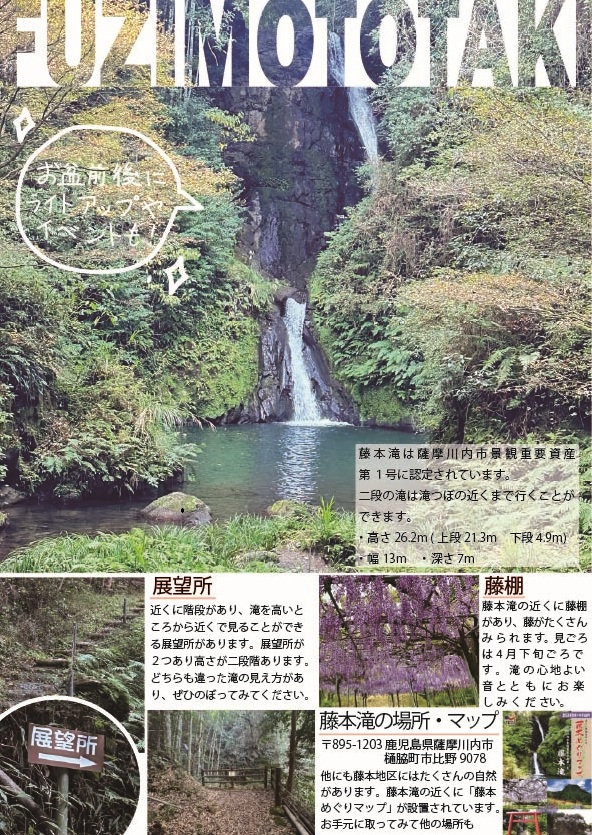 FUZIMOTOTAKI
お盆前後に
ライトアップや
イベントも！
藤本滝は薩摩川内市景観重要資産
第１号に認定されています。
二段の滝は滝つぼの近くまで行くことが
できます。
・高さ 26.2m ( 上段 21.3m　下段 4.9m)
・幅 13m　・深さ 7m
展望所
近くに階段があり、滝を高いと
ころから近くで見ることができ
る展望所があります。展望所が
２つあり高さが二段階あります。
どちらも違った滝の見え方があ
り、ぜひのぼってみてください。
展望所
藤棚
藤本滝の近くに藤棚
があり、藤がたくさん
みられます。見ごろ
は４月下旬ごろで
す。滝の心地よい
音とともにお楽
しみください。
藤本滝の場所・マップ
〒895-1203 鹿児島県薩摩川内市
樋脇町市比野 9078
他にも藤本地区にはたくさんの自然
があります。藤本滝の近くに「藤本
めぐりマップ」が設置されています。
お手元に取ってみて他の場所も
藤本滝